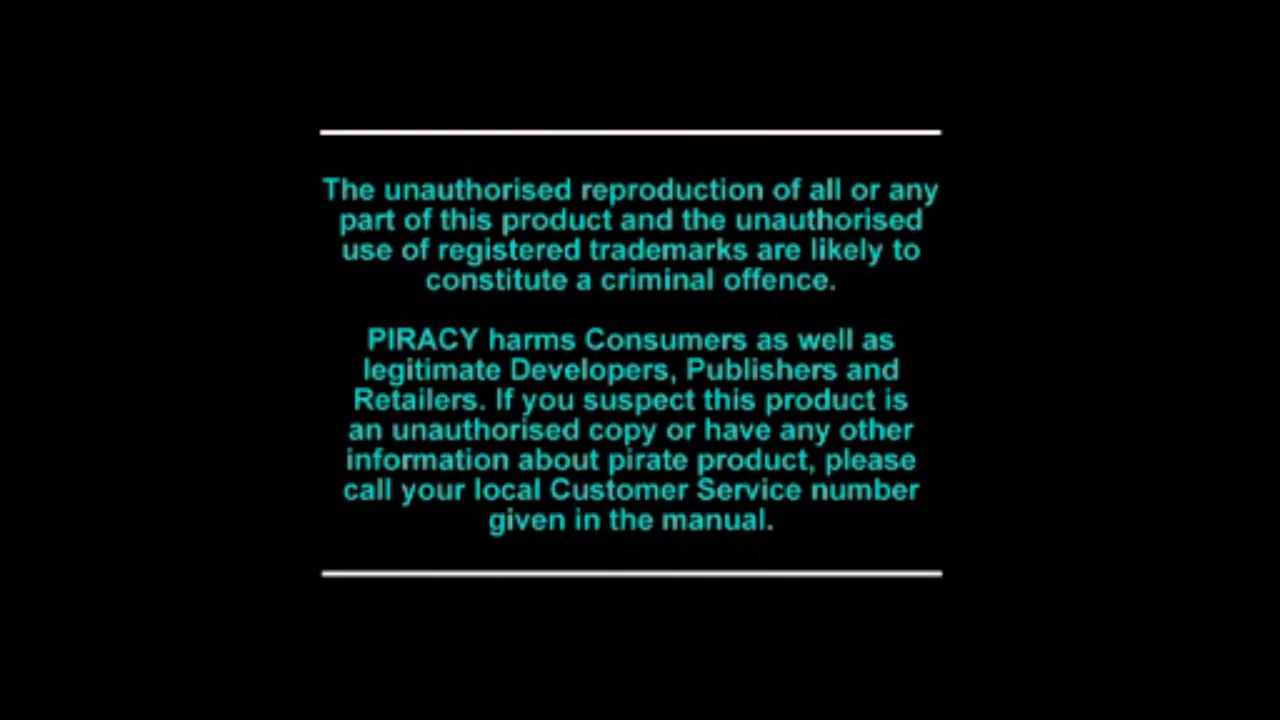 The unauthorised reproduction of all or any
part of this product and the unauthorised
use of registered trademarks are likely to
constitute a criminal offence.
PIRACY harms Consumers as well as
legitimate Developers, Publishers and
Retailers. If you suspect this product is
an unauthorised copy or have any other
information about pirate product, please
call your local Customer Service number
given in the manual.